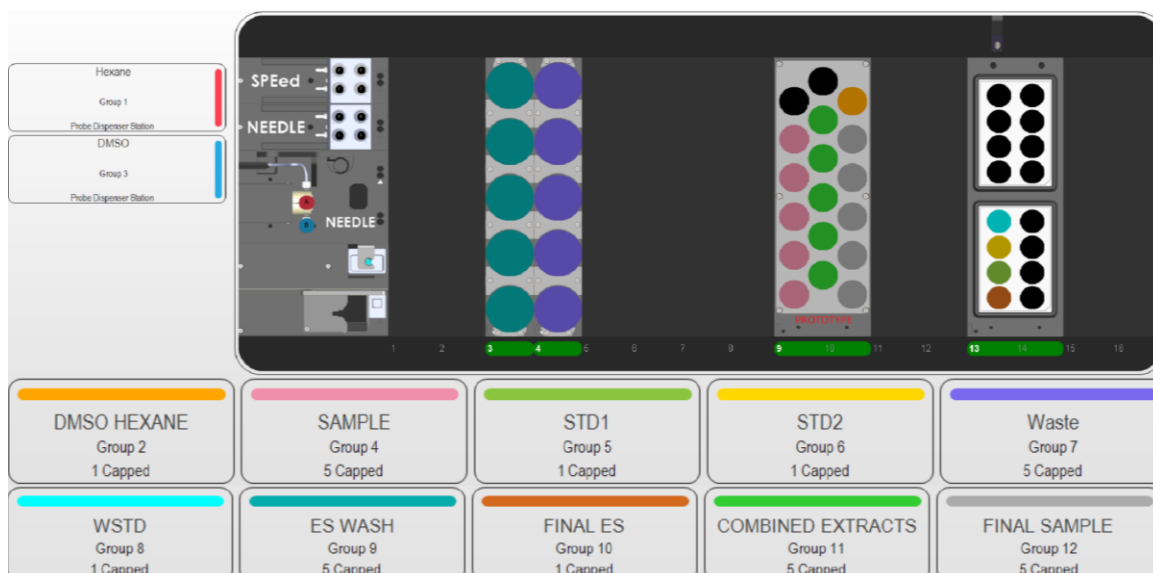 Hexane
Group 1
Probe Dispenser Station
DMSO
Group 3
Probe Dispenser Station
SPEed
NEEDLE
A
B
NEEDLE
PROTOTYPE
1 2 3 4 5 6 7 8 9 10 11 12 13 14 15 16
DMSO HEXANE
Group 2
1 Capped
SAMPLE
Group 4
5 Capped
STD1
Group 5
1 Capped
STD2
Group 6
1 Capped
Waste
Group 7
5 Capped
WSTD
Group 8
1 Capped
ES WASH
Group 9
5 Capped
FINAL ES
Group 10
1 Capped
COMBINED EXTRACTS
Group 11
5 Capped
FINAL SAMPLE
Group 12
5 Capped